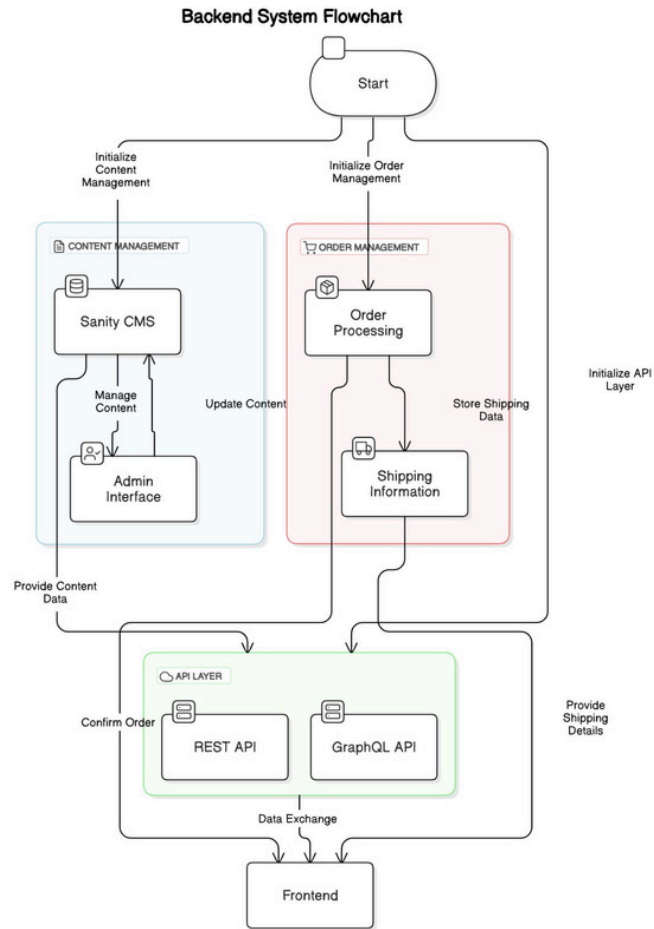 Backend System Flowchart
Start
Initialize
Content
Management
Initialize Order
Management
CONTENT MANAGEMENT
ORDER MANAGEMENT
Sanity CMS
Order
Processing
Initialize API
Layer
Manage
Content
Update Content
Store Shipping
Data
Admin
Interface
Shipping
Information
Provide Content
Data
API LAYER
Provide
Shipping
Details
Confirm Order
REST API
GraphQL API
Data Exchange
Frontend